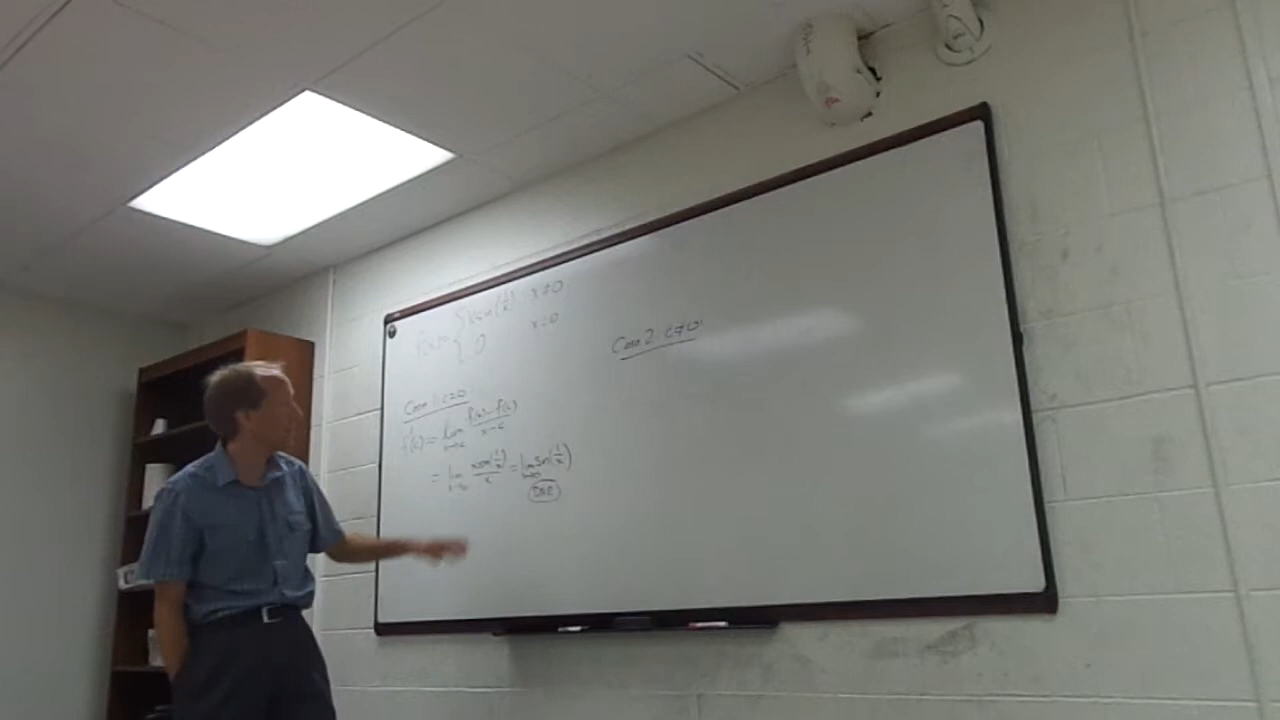 f(x)= { x sin(1/x) x≠0
{ 0 x=0
Case 1: c=0
f'(c) = lim x→c f(x)-f(c) / x-c
= lim x→0 x sin(1/x) / x = lim x→0 sin(1/x)
DNE
Case 2: c≠0